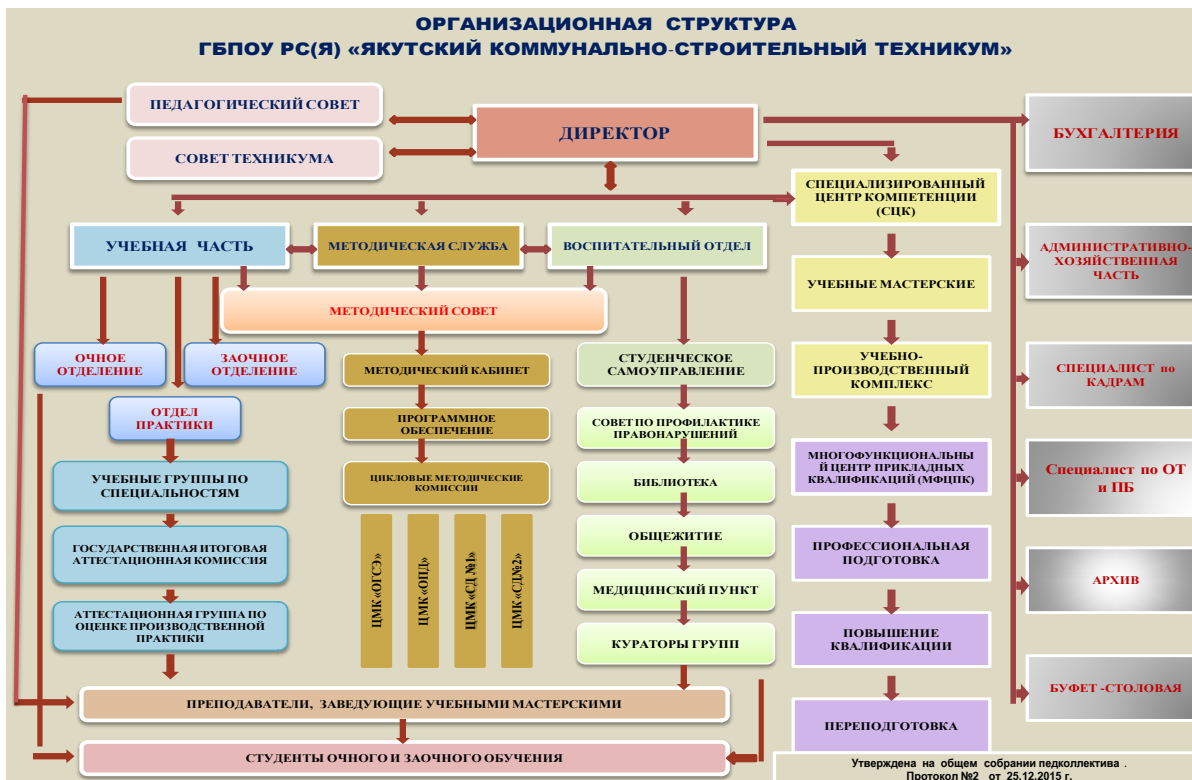 ОРГАНИЗАЦИОННАЯ СТРУКТУРА
ГБПОУ РС(Я) «ЯКУТСКИЙ КОММУНАЛЬНО-СТРОИТЕЛЬНЫЙ ТЕХНИКУМ»
ПЕДАГОГИЧЕСКИЙ СОВЕТ
СОВЕТ ТЕХНИКУМА
ДИРЕКТОР
БУХГАЛТЕРИЯ
СПЕЦИАЛИЗИРОВАННЫЙ
ЦЕНТР КОМПЕТЕНЦИИ
(СЦК)
УЧЕБНАЯ ЧАСТЬ
МЕТОДИЧЕСКАЯ СЛУЖБА
ВОСПИТАТЕЛЬНЫЙ ОТДЕЛ
АДМИНИСТРАТИВНО-
ХОЗЯЙСТВЕННАЯ
ЧАСТЬ
УЧЕБНЫЕ МАСТЕРСКИЕ
МЕТОДИЧЕСКИЙ СОВЕТ
ОЧНОЕ
ОТДЕЛЕНИЕ
ЗАОЧНОЕ
ОТДЕЛЕНИЕ
МЕТОДИЧЕСКИЙ КАБИНЕТ
СТУДЕНЧЕСКОЕ
САМОУПРАВЛЕНИЕ
УЧЕБНО-
ПРОИЗВОДСТВЕННЫЙ
КОМПЛЕКС
СПЕЦИАЛИСТ по
КАДРАМ
ОТДЕЛ
ПРАКТИКИ
ПРОГРАММНОЕ
ОБЕСПЕЧЕНИЕ
СОВЕТ ПО ПРОФИЛАКТИКЕ
ПРАВОНАРУШЕНИЙ
УЧЕБНЫЕ ГРУППЫ ПО
СПЕЦИАЛЬНОСТЯМ
ЦИКЛОВЫЕ МЕТОДИЧЕСКИЕ
КОМИССИИ
БИБЛИОТЕКА
МНОГОФУНКЦИОНАЛЬНЫ
Й ЦЕНТР ПРИКЛАДНЫХ
КВАЛИФИКАЦИЙ (МФЦПК)
Специалист по ОТ
и ПБ
ГОСУДАРСТВЕННАЯ ИТОГОВАЯ
АТТЕСТАЦИОННАЯ КОМИССИЯ
ЦМК «ОГСЭ»
ЦМК «ОПД»
ЦМК «СД №1»
ЦМК «СД№2»
ОБЩЕЖИТИЕ
ПРОФЕССИОНАЛЬНАЯ
ПОДГОТОВКА
АРХИВ
АТТЕСТАЦИОННАЯ ГРУППА ПО
ОЦЕНКЕ ПРОИЗВОДСТВЕННОЙ
ПРАКТИКИ
МЕДИЦИНСКИЙ ПУНКТ
КУРАТОРЫ ГРУПП
ПОВЫШЕНИЕ
КВАЛИФИКАЦИИ
БУФЕТ -СТОЛОВАЯ
ПРЕПОДАВАТЕЛИ, ЗАВЕДУЮЩИЕ УЧЕБНЫМИ МАСТЕРСКИМИ
ПЕРЕПОДГОТОВКА
СТУДЕНТЫ ОЧНОГО И ЗАОЧНОГО ОБУЧЕНИЯ
Утверждена на общем собрании педколлектива .
Протокол №2 от 25.12.2015 г.